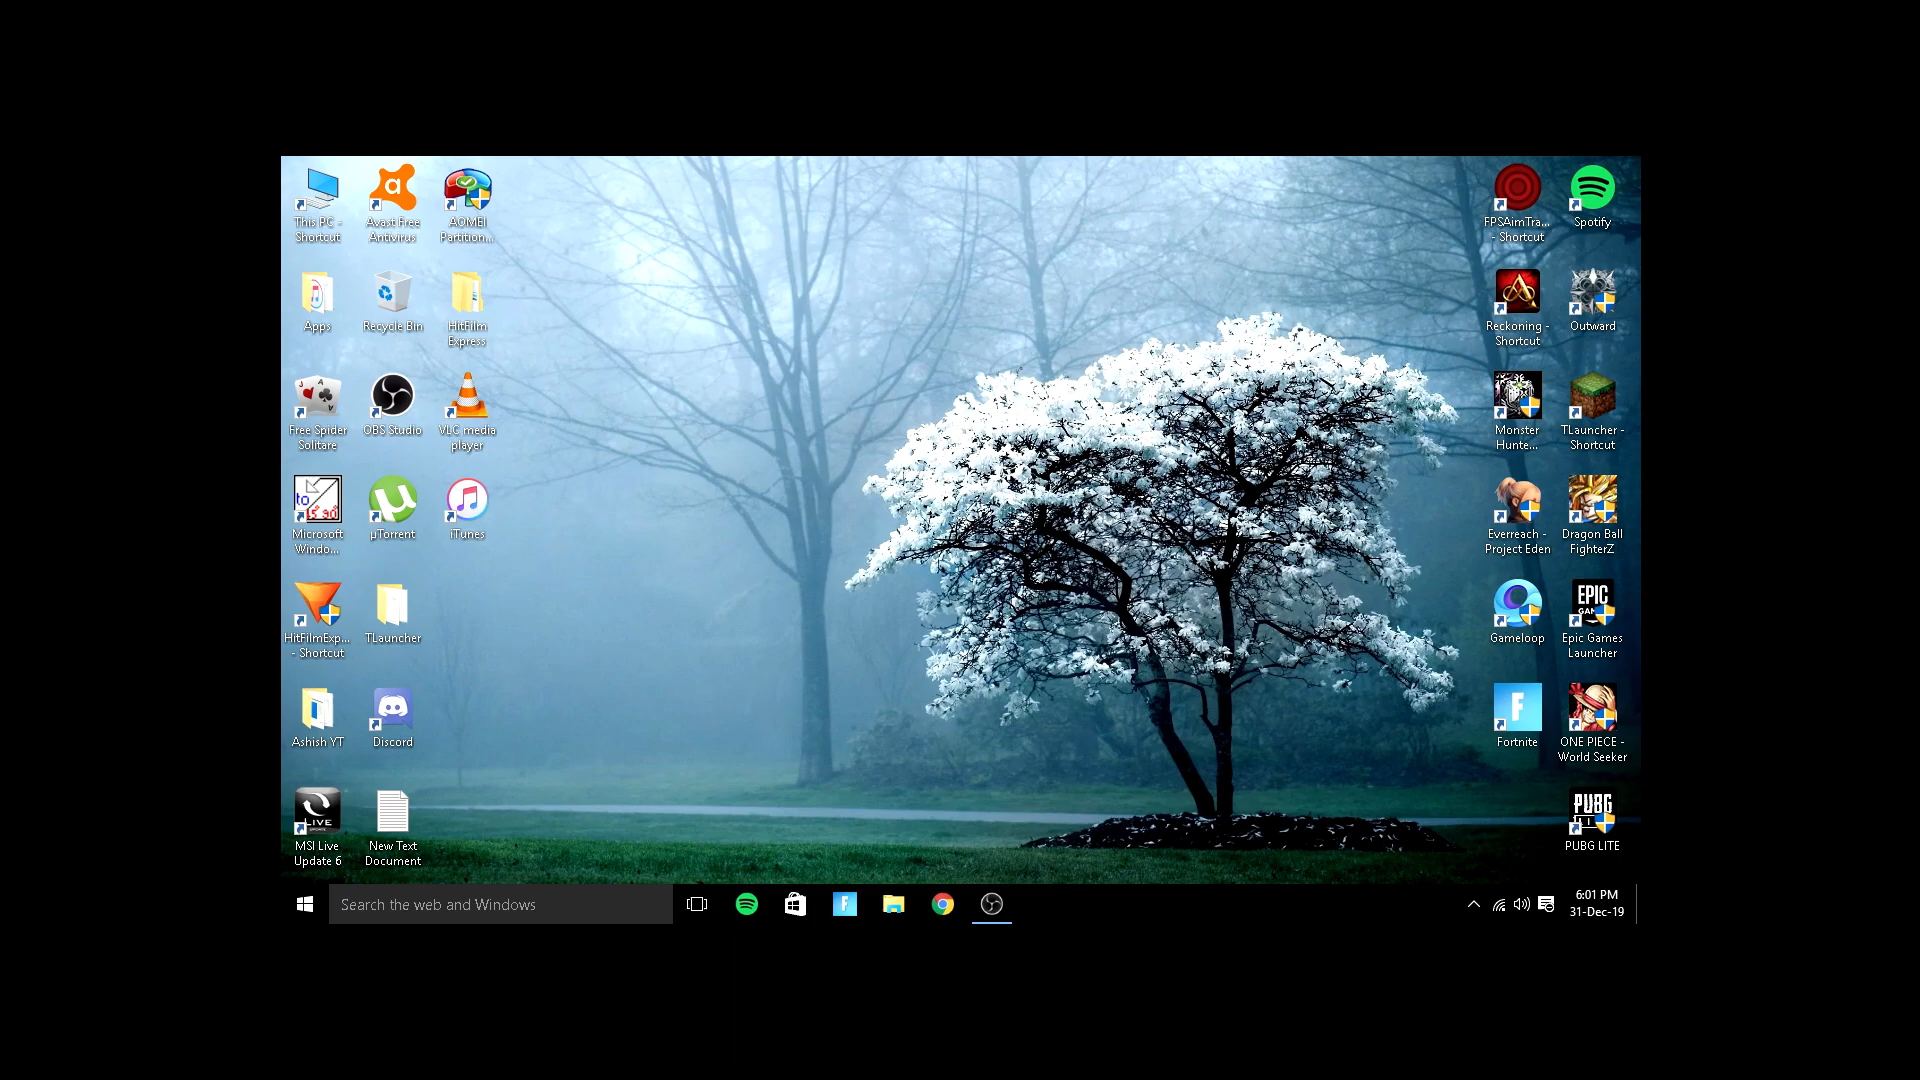 This PC -
Shortcut
Avast Free
Antivirus
AOMEI
Partition...
Apps
Recycle Bin
HitFilm
Express
Free Spider
Solitare
OBS Studio
VLC media
player
Microsoft
Windo...
µTorrent
iTunes
HitFilmExp...
- Shortcut
TLauncher
Ashish YT
Discord
MSI Live
Update 6
New Text
Document
FPSAimTra...
- Shortcut
Spotify
Reckoning -
Shortcut
Outward
Monster
Hunte...
TLauncher -
Shortcut
Everreach -
Project Eden
Dragon Ball
FighterZ
Gameloop
Epic Games
Launcher
Fortnite
ONE PIECE -
World Seeker
PUBG LITE
Search the web and Windows
6:01 PM
31-Dec-19